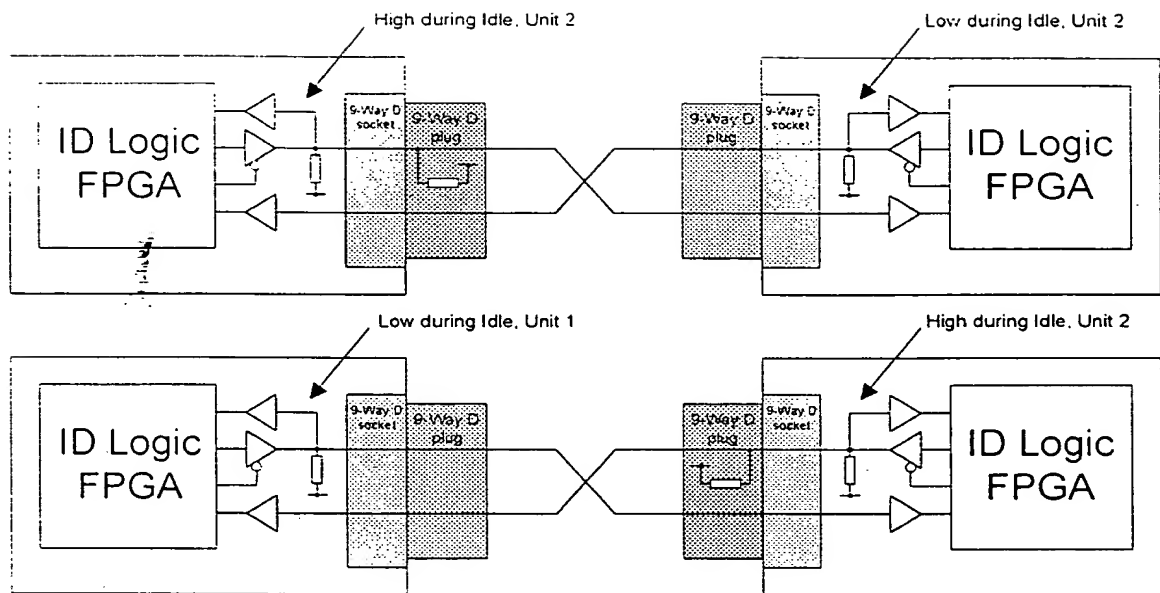 High during Idle, Unit 2
Low during Idle, Unit 2
ID Logic
FPGA
9-Way D
socket
9-Way D
plug
9-Way D
plug
9-Way D
socket
ID Logic
FPGA
Low during Idle, Unit 1
High during Idle, Unit 2
ID Logic
FPGA
9-Way D
socket
9-Way D
plug
9-Way D
plug
9-Way D
socket
ID Logic
FPGA